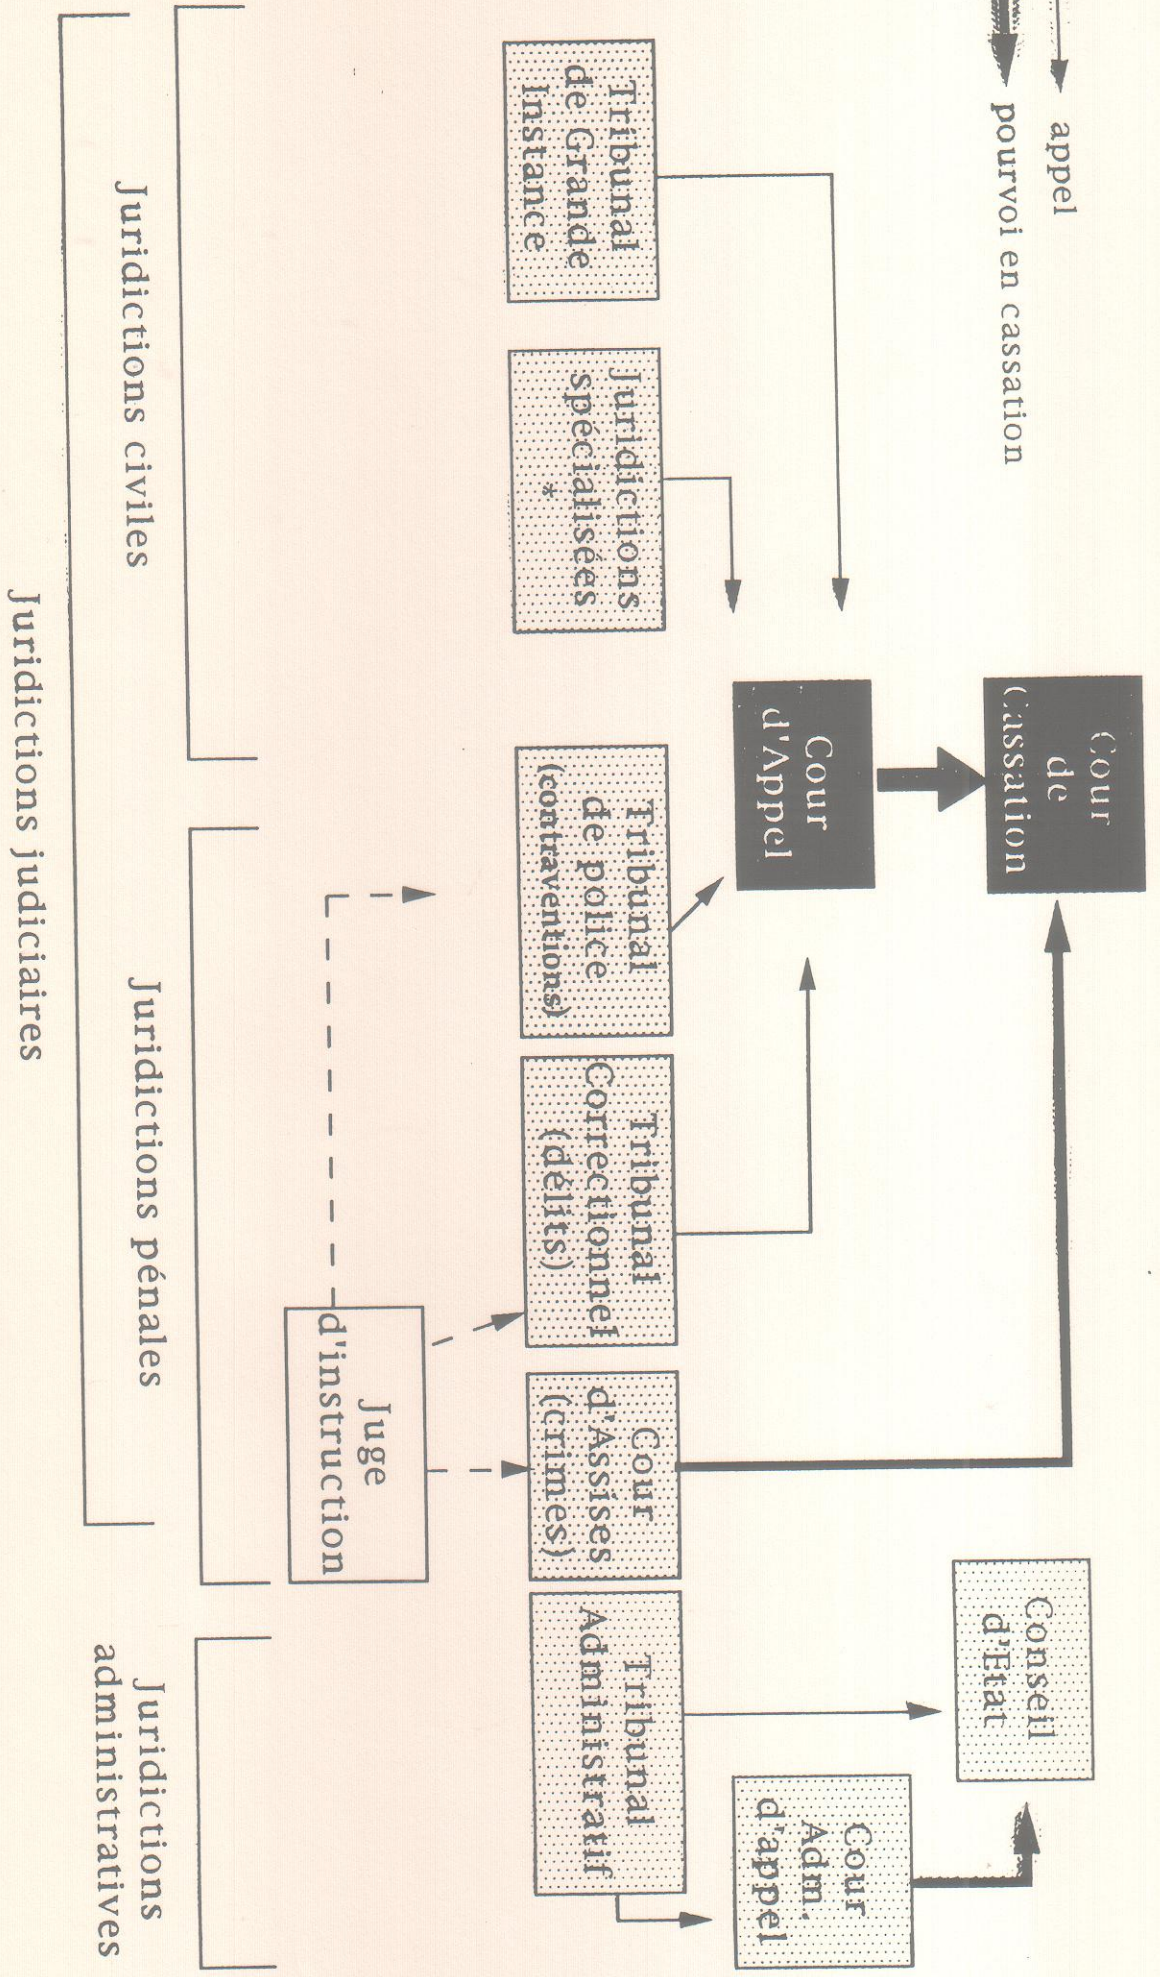 appel
pourvoi en cassation
Cour
de
Cassation
Conseil
d'Etat
Cour
d'Appel
Cour
Adm.
d'appel
Tribunal
de Grande
Instance
Juridictions
spécialisées
*
Tribunal
de police
(contraventions)
Tribunal
Correctionnel
(délits)
Cour
d'Assises
(crimes)
Tribunal
Administratif
Juge
d'instruction
Juridictions civiles
Juridictions pénales
Juridictions
administratives
Juridictions judiciaires